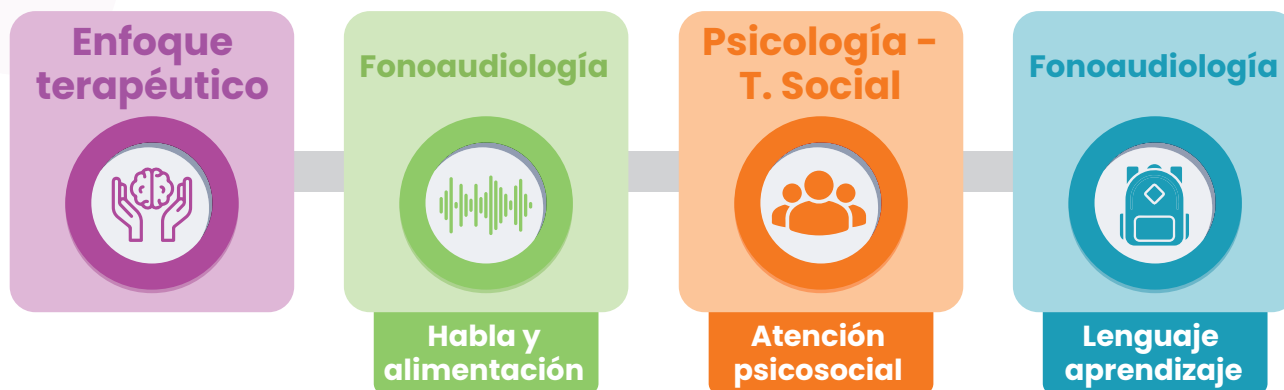 Enfoque
terapéutico
Fonoaudiología
Habla y
alimentación
Psicología -
T. Social
Atención
psicosocial
Fonoaudiología
Lenguaje
aprendizaje